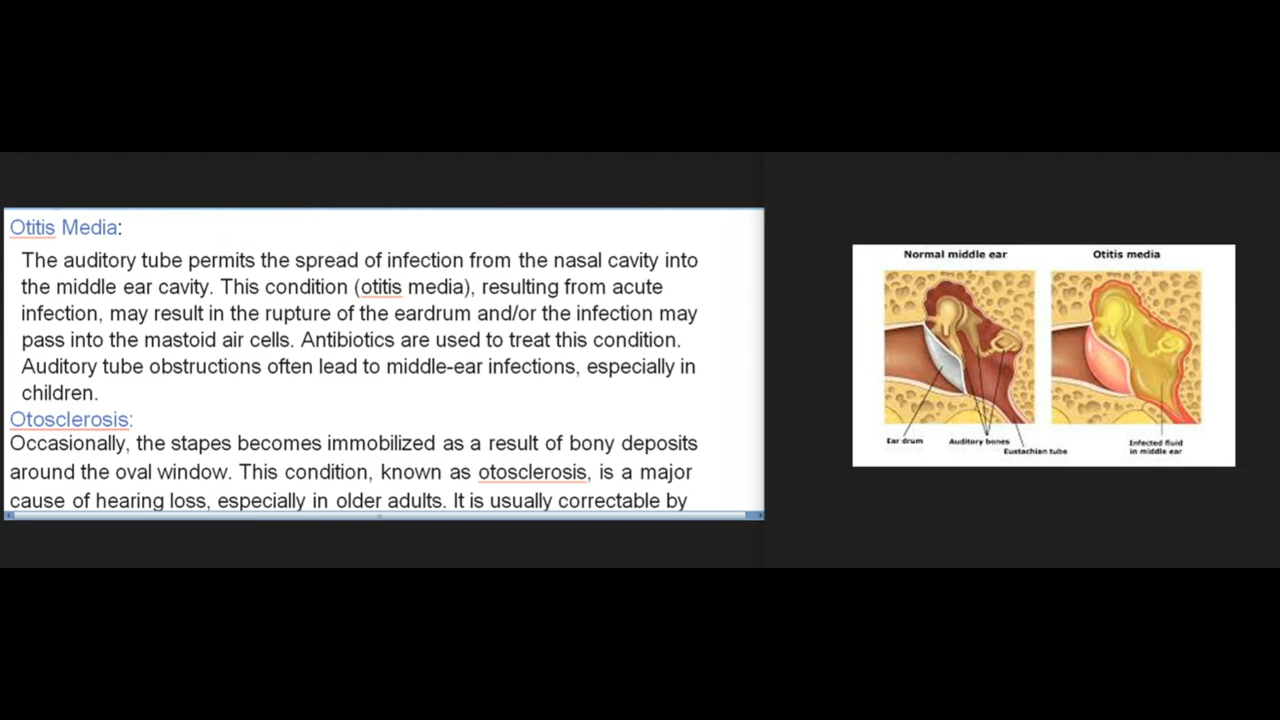 Otitis Media:
The auditory tube permits the spread of infection from the nasal cavity into
the middle ear cavity. This condition (otitis media), resulting from acute
infection, may result in the rupture of the eardrum and/or the infection may
pass into the mastoid air cells. Antibiotics are used to treat this condition.
Auditory tube obstructions often lead to middle-ear infections, especially in
children.
Otosclerosis:
Occasionally, the stapes becomes immobilized as a result of bony deposits
around the oval window. This condition, known as otosclerosis, is a major
cause of hearing loss, especially in older adults. It is usually correctable by
Normal middle ear
Otitis media
Ear drum
Auditory bones
Eustachian tube
Infected fluid
in middle ear